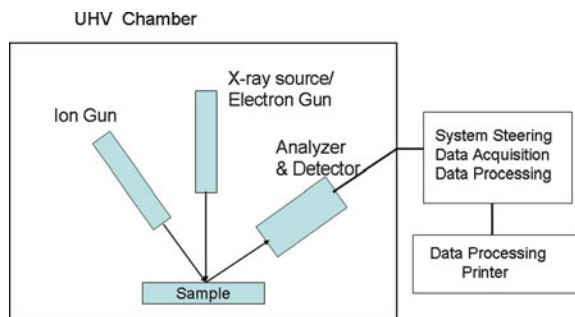 UHV Chamber
X-ray source/
Electron Gun
Ion Gun
Analyzer
& Detector
Sample
System Steering
Data Acquisition
Data Processing
Data Processing
Printer